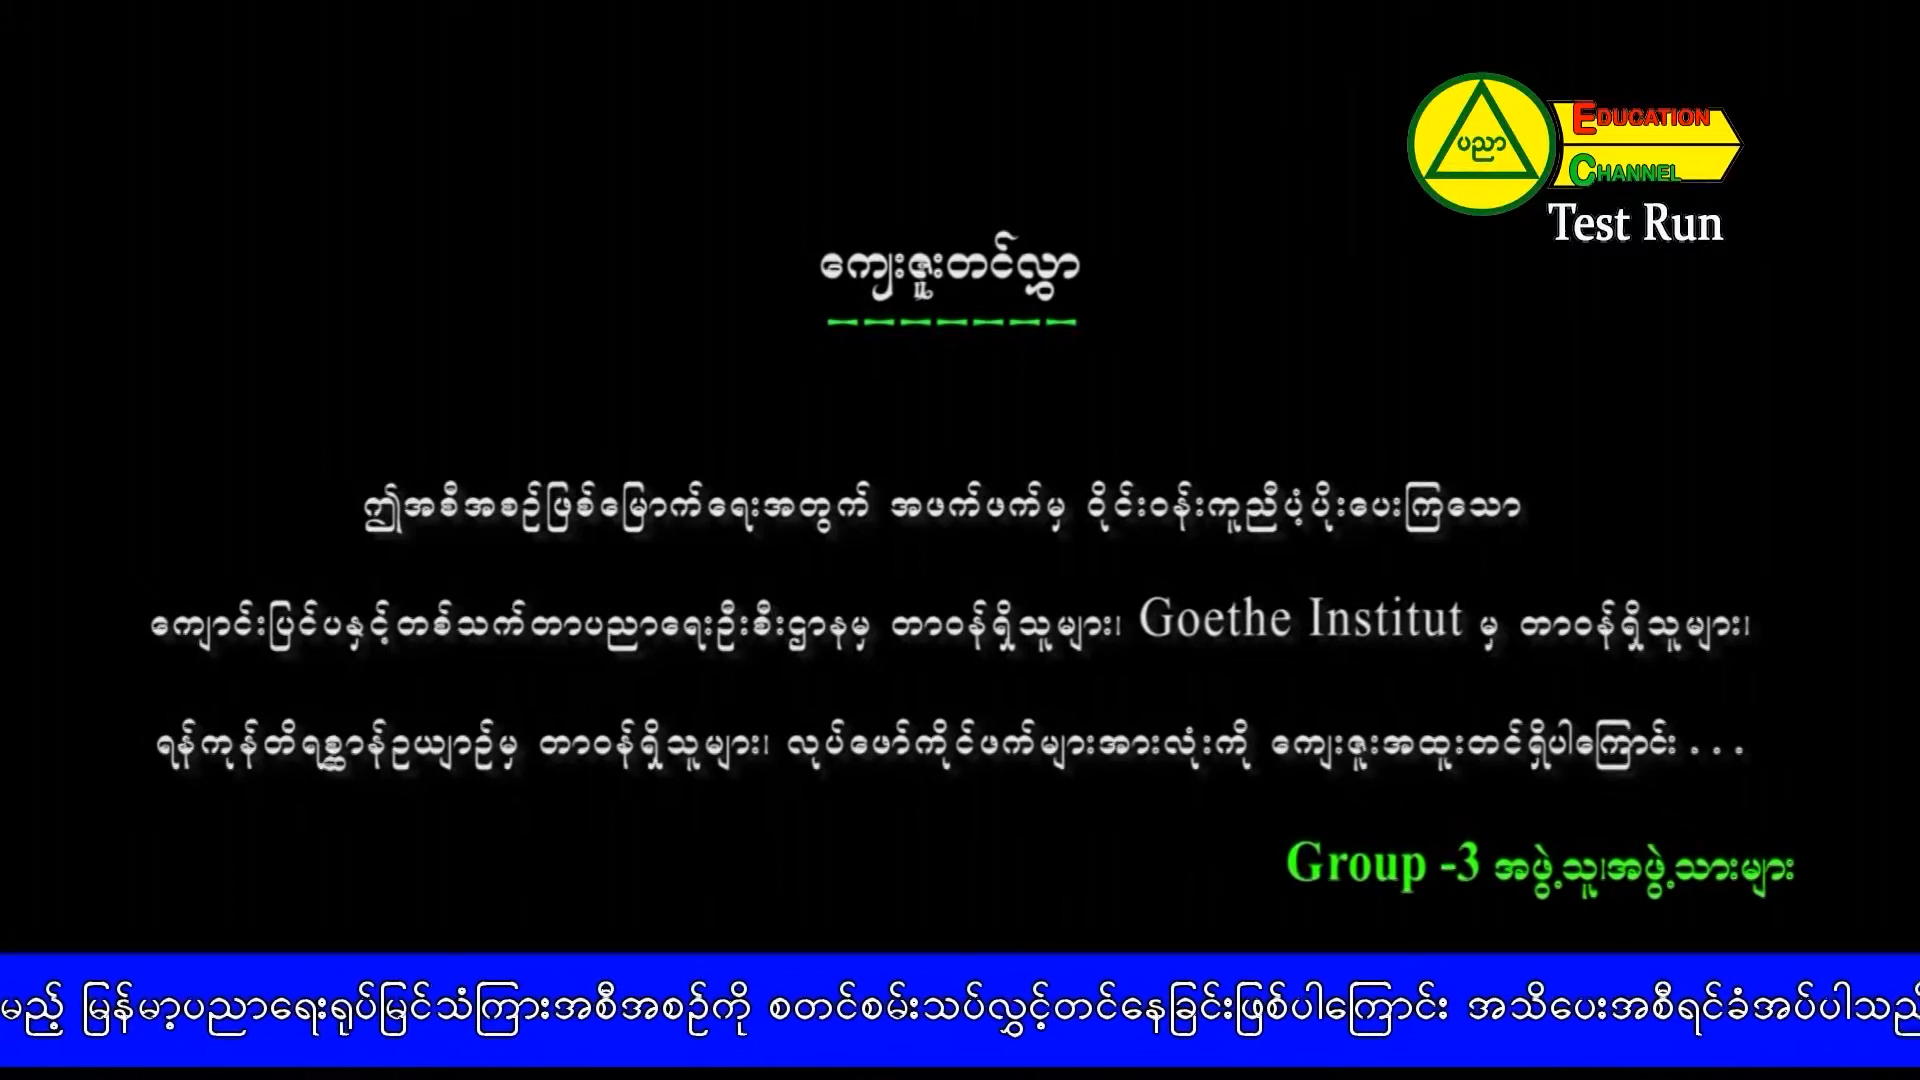 ပညာ
EDUCATION
CHANNEL
Test Run
ကျေးဇူးတင်လွှာ
ဤအစီအစဉ်ဖြစ်မြောက်ရေးအတွက် အဖက်ဖက်မှ ဝိုင်းဝန်းကူညီပံ့ပိုးပေးကြသော
ကျောင်းပြင်ပနှင့်တစ်သက်တာပညာရေးဦးစီးဌာနမှ တာဝန်ရှိသူများ၊ Goethe Institut မှ တာဝန်ရှိသူများ၊
ရန်ကုန်တိရစ္ဆာန်ဥယျာဉ်မှ တာဝန်ရှိသူများ၊ လုပ်ဖော်ကိုင်ဖက်များအားလုံးကို ကျေးဇူးအထူးတင်ရှိပါကြောင်း . . .
Group -3 အဖွဲ့သူ၊အဖွဲ့သားများ
မည့် မြန်မာ့ပညာရေးရုပ်မြင်သံကြားအစီအစဉ်ကို စတင်စမ်းသပ်လွှင့်တင်နေခြင်းဖြစ်ပါကြောင်း အသိပေးအစီရင်ခံအပ်ပါသည်